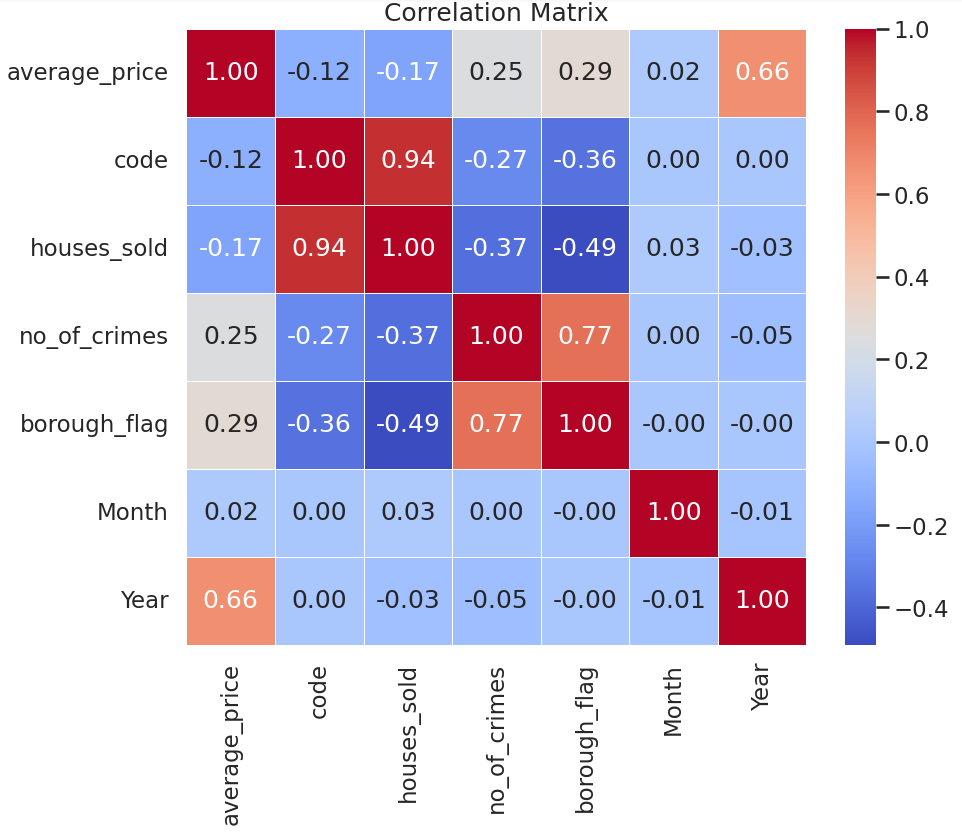 Correlation Matrix
average_price 1.00 -0.12 -0.17 0.25 0.29 0.02 0.66
code -0.12 1.00 0.94 -0.27 -0.36 0.00 0.00
houses_sold -0.17 0.94 1.00 -0.37 -0.49 0.03 -0.03
no_of_crimes 0.25 -0.27 -0.37 1.00 0.77 0.00 -0.05
borough_flag 0.29 -0.36 -0.49 0.77 1.00 -0.00 -0.00
Month 0.02 0.00 0.03 0.00 -0.00 1.00 -0.01
Year 0.66 0.00 -0.03 -0.05 -0.00 -0.01 1.00
average_price code houses_sold no_of_crimes borough_flag Month Year
1.0
0.8
0.6
0.4
0.2
0.0
−0.2
−0.4